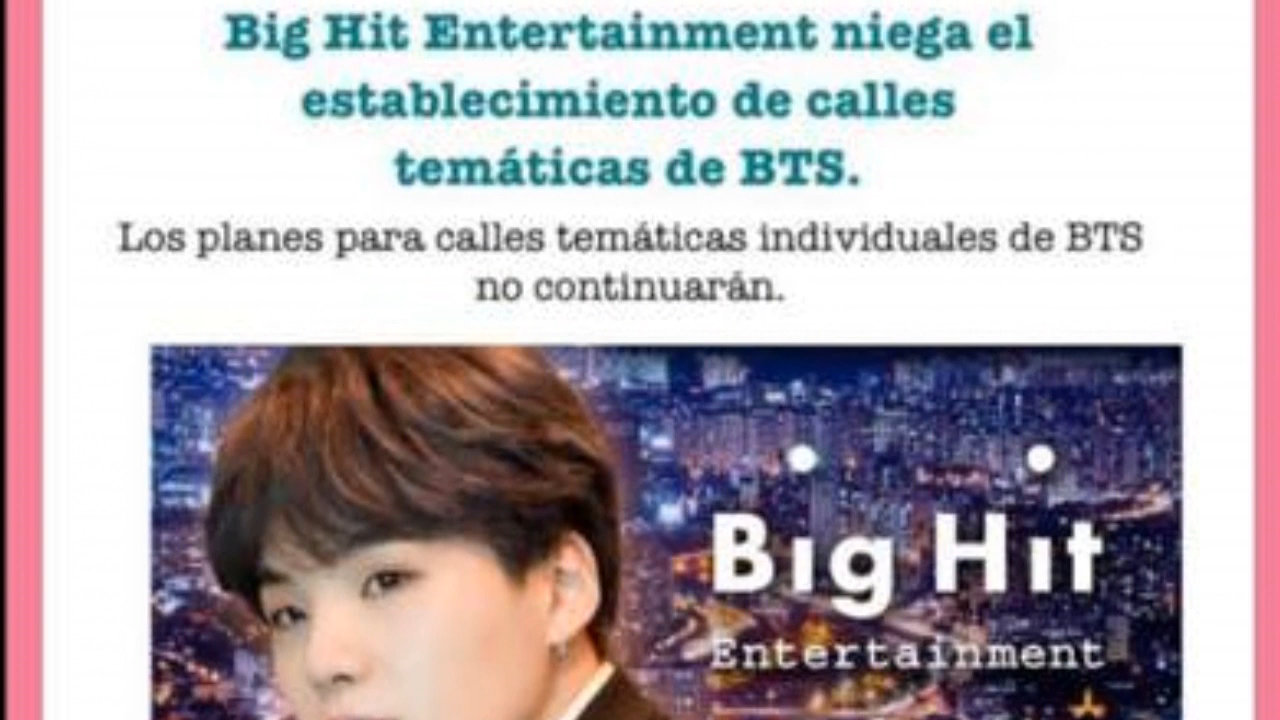 Big Hit Entertainment niega el
establecimiento de calles
temáticas de BTS.
Los planes para calles temáticas individuales de BTS
no continuarán.
Big Hit
Entertainment